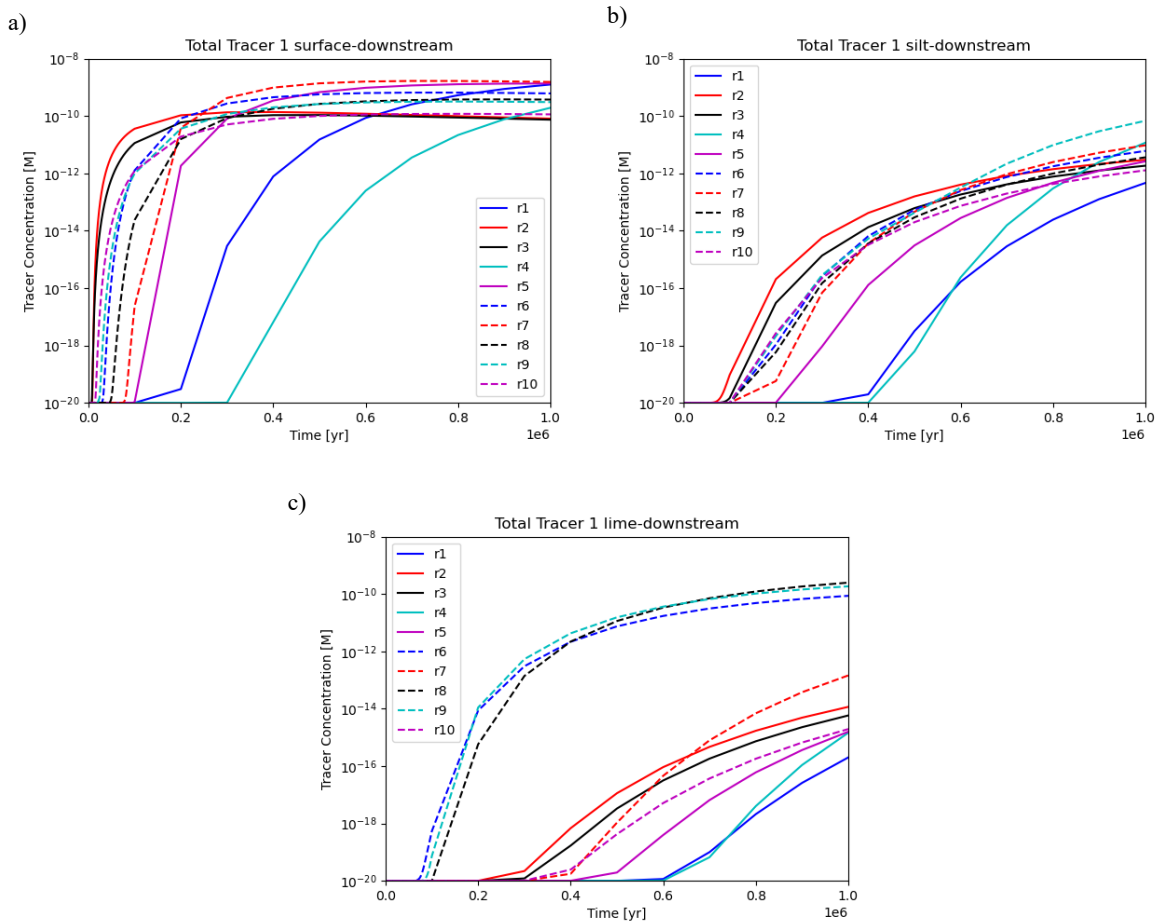 a)
Total Tracer 1 surface-downstream
Tracer Concentration [M]
10⁻⁸
10⁻¹⁰
10⁻¹²
10⁻¹⁴
10⁻¹⁶
10⁻¹⁸
10⁻²⁰
r1
r2
r3
r4
r5
r6
r7
r8
r9
r10
0.0 0.2 0.4 0.6 0.8 1.0
1e6
Time [yr]
b)
Total Tracer 1 silt-downstream
Tracer Concentration [M]
10⁻⁸
10⁻¹⁰
10⁻¹²
10⁻¹⁴
10⁻¹⁶
10⁻¹⁸
10⁻²⁰
r1
r2
r3
r4
r5
r6
r7
r8
r9
r10
0.0 0.2 0.4 0.6 0.8 1.0
1e6
Time [yr]
c)
Total Tracer 1 lime-downstream
Tracer Concentration [M]
10⁻⁸
10⁻¹⁰
10⁻¹²
10⁻¹⁴
10⁻¹⁶
10⁻¹⁸
10⁻²⁰
r1
r2
r3
r4
r5
r6
r7
r8
r9
r10
0.0 0.2 0.4 0.6 0.8 1.0
1e6
Time [yr]